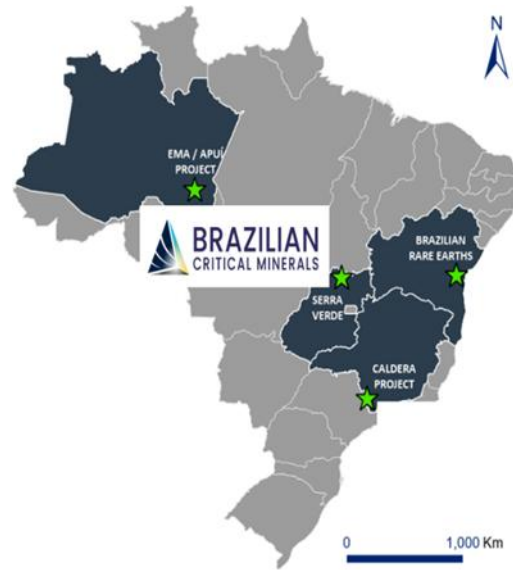 N
EMA / APUÍ
PROJECT
BRAZILIAN
CRITICAL MINERALS
BRAZILIAN
RARE EARTHS
SERRA
VERDE
CALDERA
PROJECT
0
1,000 Km